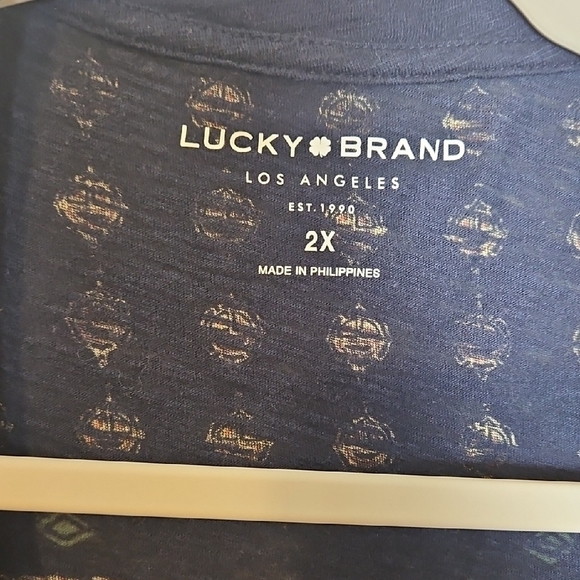 LUCKY BRAND
LOS ANGELES
EST. 1990
2X
MADE IN PHILIPPINES